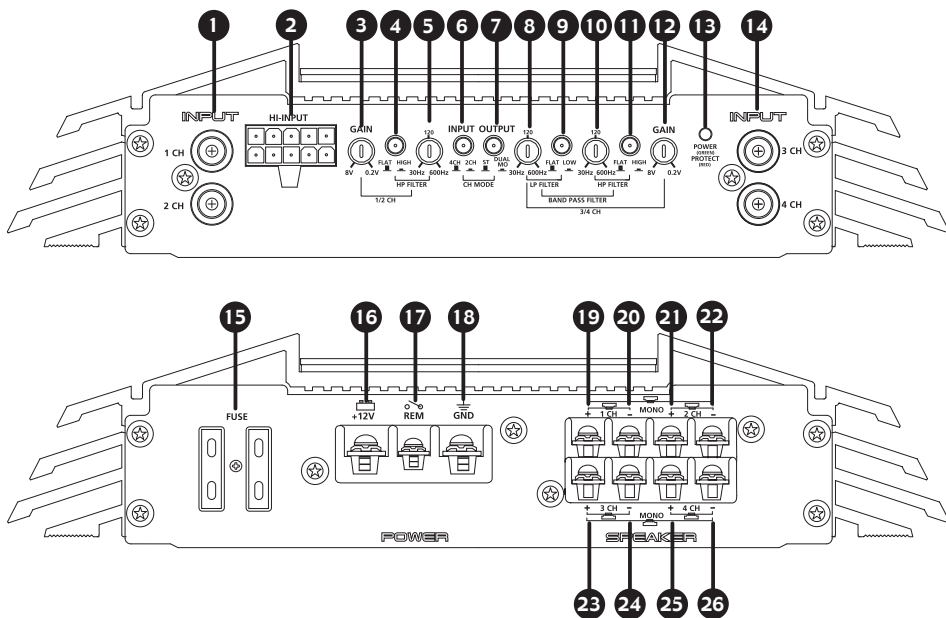 1 2 3 4 5 6 7 8 9 10 11 12 13 14
INPUT HI-INPUT GAIN 120 INPUT OUTPUT 120 120 GAIN INPUT
1 CH 2 CH
8V 0.2V FLAT HIGH 30Hz 600Hz 4CH 2CH ST DUAL MO 30Hz 600Hz FLAT LOW 30Hz 600Hz FLAT HIGH 8V 0.2V
HP FILTER CH MODE LP FILTER HP FILTER
1/2 CH BAND PASS FILTER
3/4 CH
POWER
(GREEN)
PROTECT
(RED)
3 CH
4 CH
15 16 17 18 19 20 21 22
FUSE +12V REM GND
MONO
+ 1 CH - + 2 CH -
+ 3 CH - MONO + 4 CH -
POWER SPEAKER
23 24 25 26